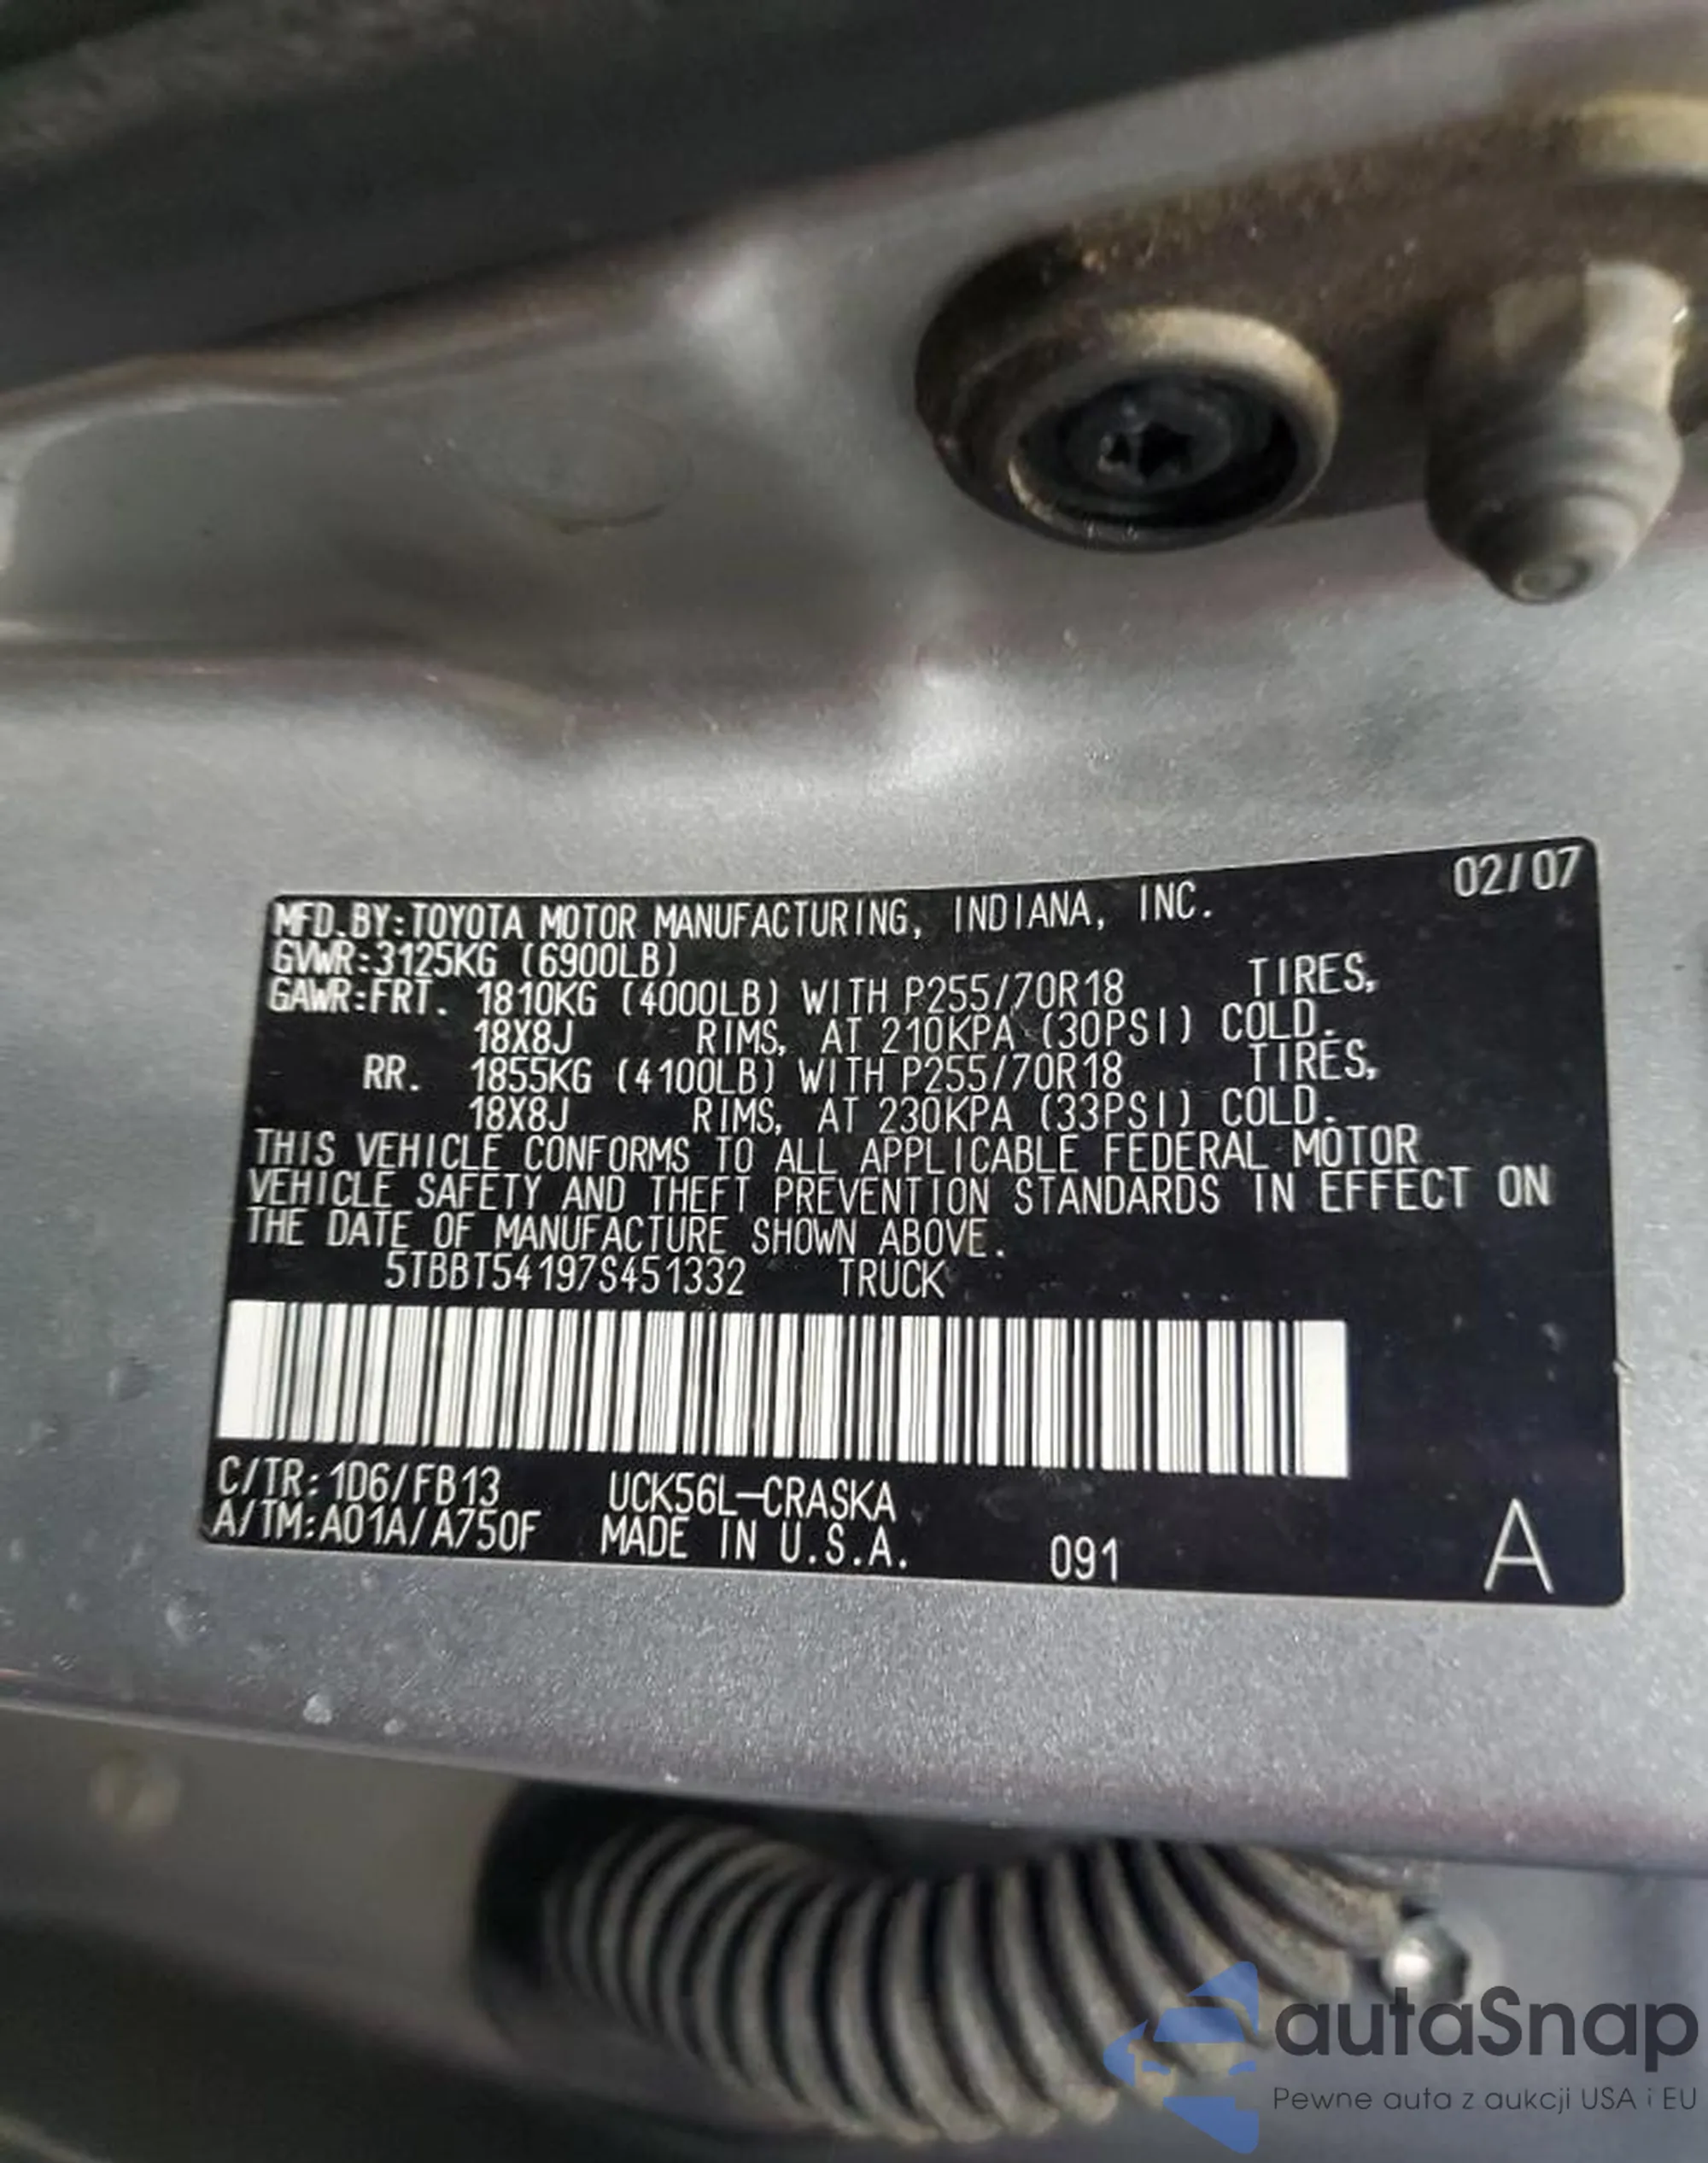 02/07
MFD.BY:TOYOTA MOTOR MANUFACTURING, INDIANA, INC.
GVWR:3125KG (6900LB)
GAWR:FRT. 1810KG (4000LB) WITH P255/70R18 TIRES,
18X8J RIMS, AT 210KPA (30PSI) COLD.
RR. 1855KG (4100LB) WITH P255/70R18 TIRES,
18X8J RIMS, AT 230KPA (33PSI) COLD.
THIS VEHICLE CONFORMS TO ALL APPLICABLE FEDERAL MOTOR
VEHICLE SAFETY AND THEFT PREVENTION STANDARDS IN EFFECT ON
THE DATE OF MANUFACTURE SHOWN ABOVE.
5TBBT54197S451332 TRUCK
C/TR:1D6/FB13 UCK56L-CRASKA
A/TM:A01A/A750F MADE IN U.S.A. 091 A
autaSnap
Pewne auta z aukcji USA i EU